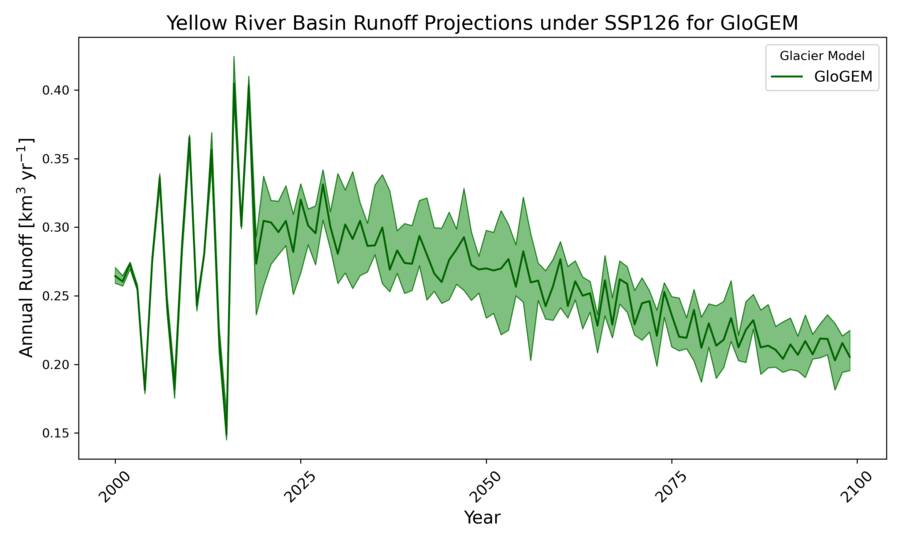 Yellow River Basin Runoff Projections under SSP126 for GloGEM
Annual Runoff [km³ yr⁻¹]
0.40
0.35
0.30
0.25
0.20
0.15
Glacier Model
GloGEM
2000
2025
2050
2075
2100
Year